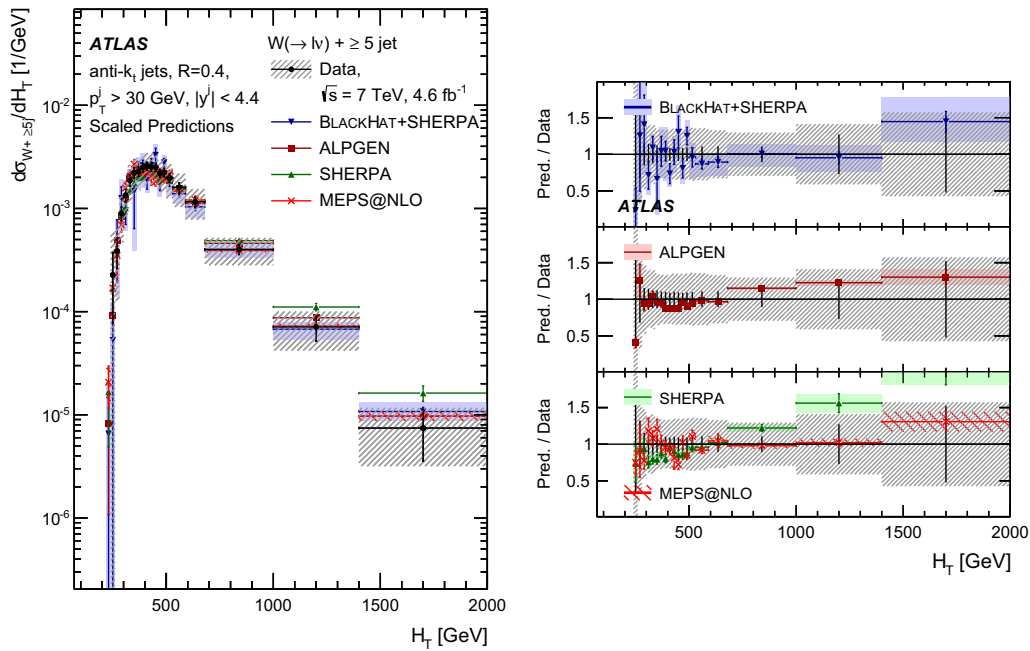 dσ_{W+ ≥5j}/dH_T [1/GeV]
10^{-2}
10^{-3}
10^{-4}
10^{-5}
10^{-6}
ATLAS
anti-k_t jets, R=0.4,
p_T^j > 30 GeV, |y^j| < 4.4
Scaled Predictions
W(→ lν) + ≥ 5 jet
Data,
√s = 7 TeV, 4.6 fb^{-1}
BLACKHAT+SHERPA
ALPGEN
SHERPA
MEPS@NLO
500 1000 1500 2000
H_T [GeV]
Pred. / Data
1.5
1
0.5
BLACKHAT+SHERPA
ATLAS
Pred. / Data
1.5
1
0.5
ALPGEN
Pred. / Data
1.5
1
0.5
SHERPA
MEPS@NLO
500 1000 1500 2000
H_T [GeV]